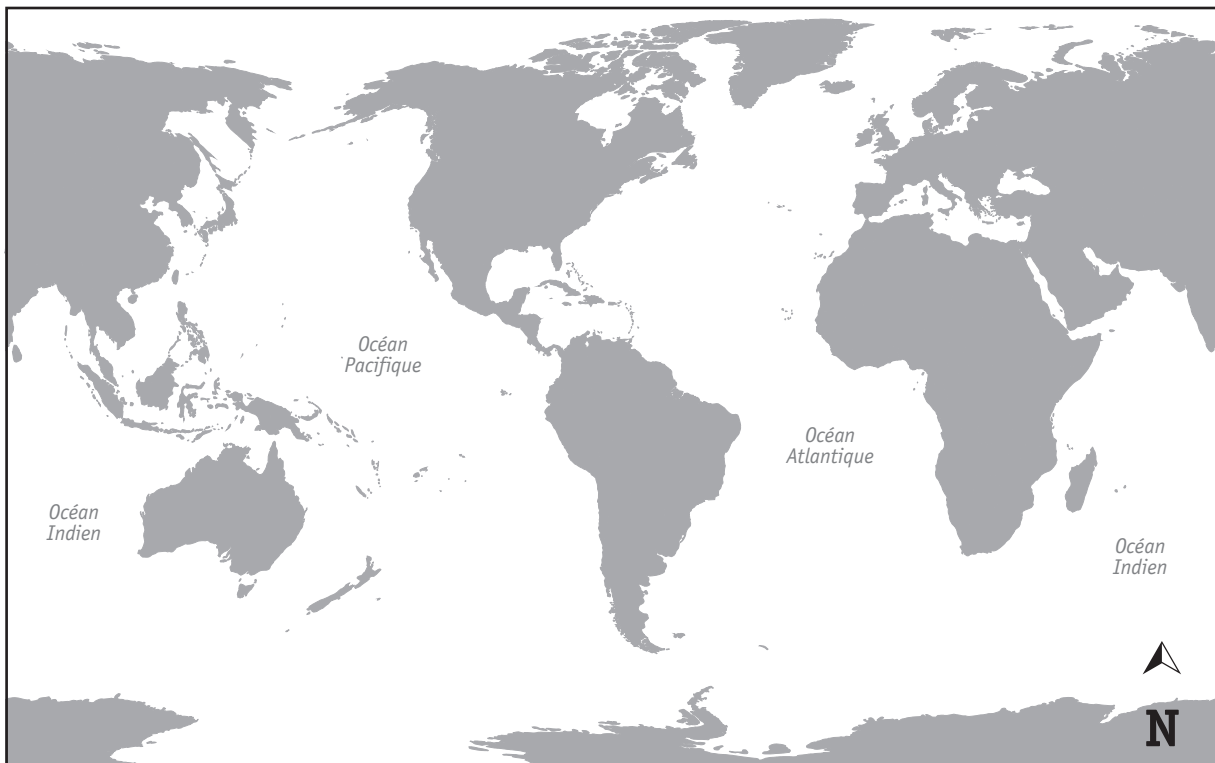 Océan
Pacifique
Océan
Atlantique
Océan
Indien
Océan
Indien
N